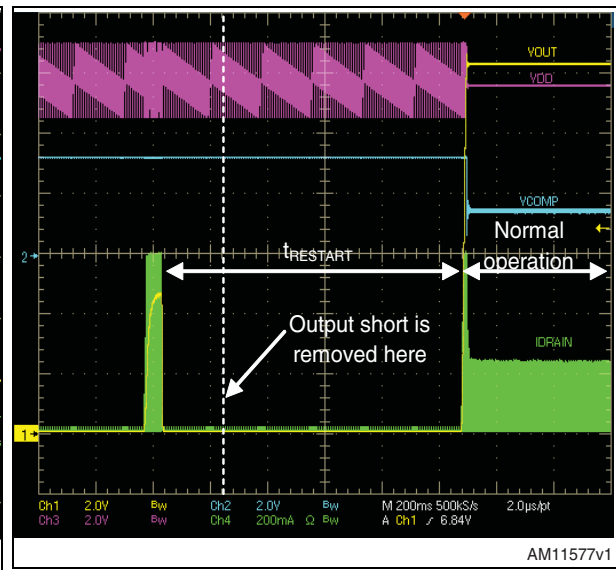 VOUT
VDD
VCOMP
Normal
operation
tRESTART
2
Output short is
removed here
IDRAIN
1
Ch1 2.0V Bw Ch2 2.0V Bw M 200ms 500kS/s 2.0µs/pt
Ch3 2.0V Bw Ch4 200mA Ω Bw A Ch1 / 6.84V
AM11577v1